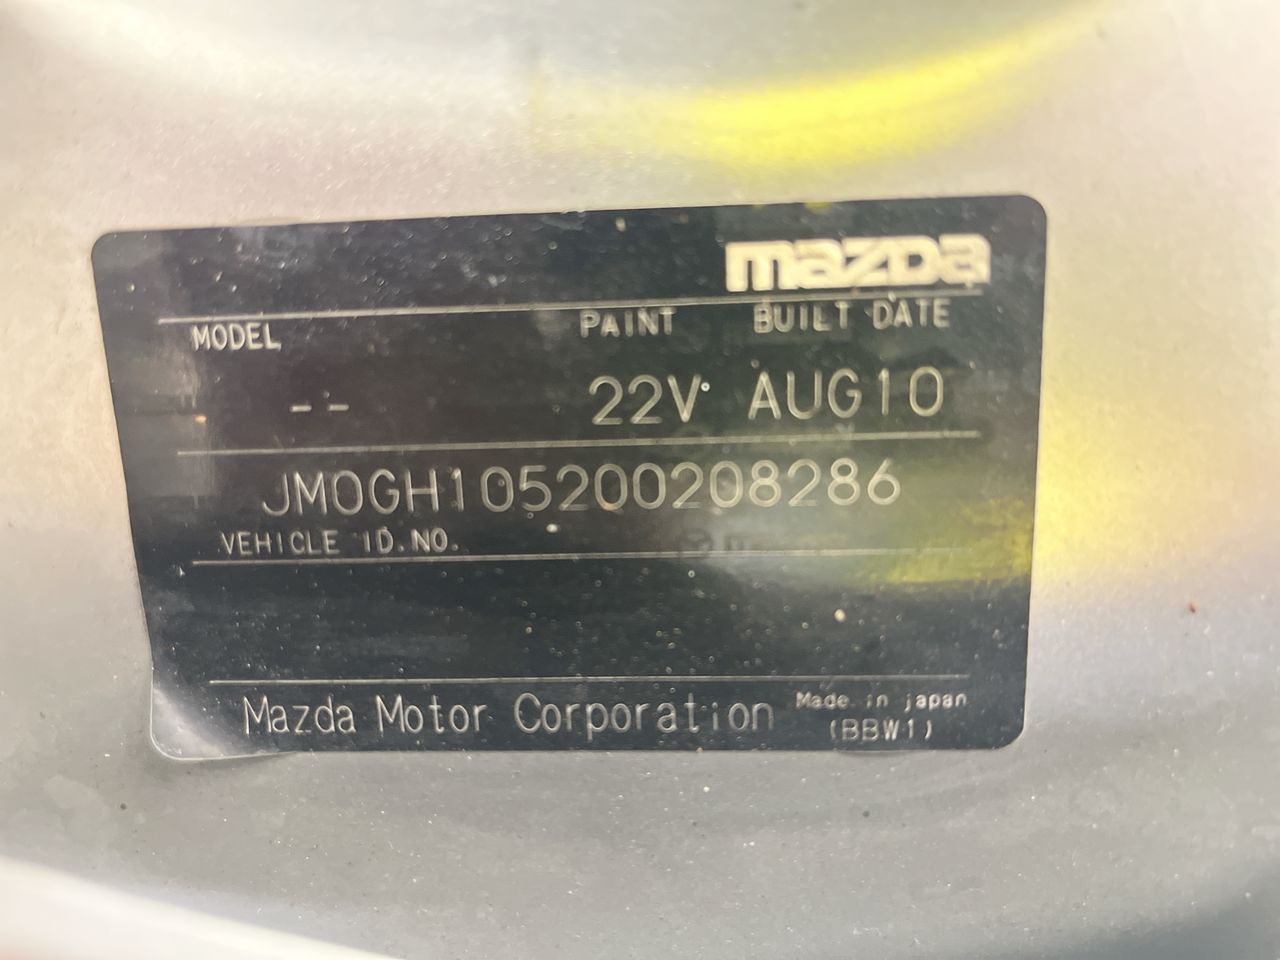 mazda
MODEL PAINT BUILT DATE
-- 22V AUG10
JM0GH105200208286
VEHICLE ID.NO.
Mazda Motor Corporation Made in japan
(BBW1)